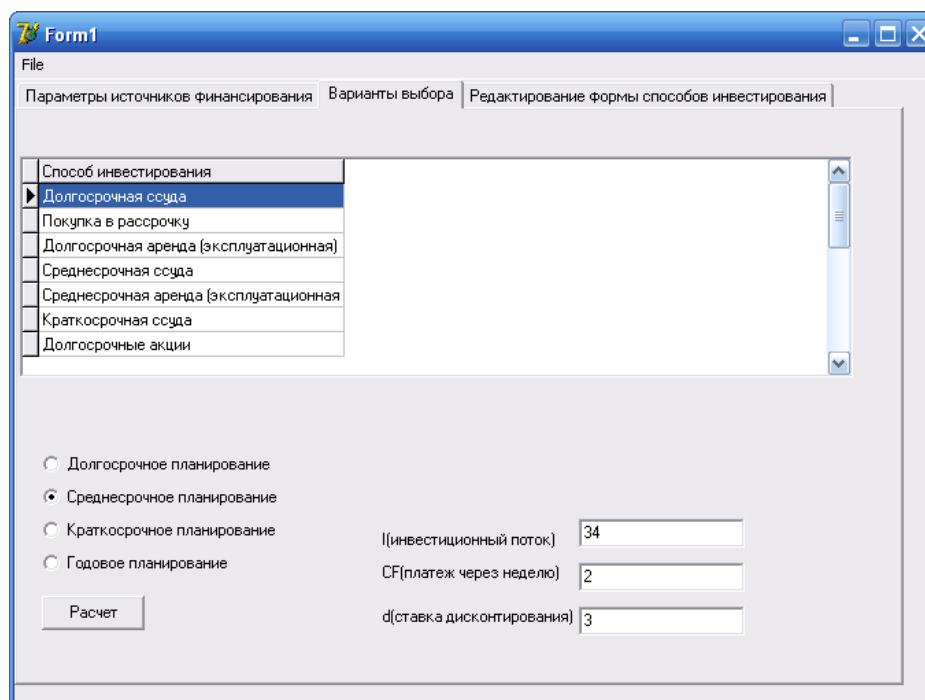 Form1
File
Параметры источников финансирования Варианты выбора Редактирование формы способов инвестирования
Способ инвестирования
Долгосрочная ссуда
Покупка в рассрочку
Долгосрочная аренда (эксплуатационная)
Среднесрочная ссуда
Среднесрочная аренда (эксплуатационная
Краткосрочная ссуда
Долгосрочные акции
Долгосрочное планирование
Среднесрочное планирование
Краткосрочное планирование
Годовое планирование
Расчет
I(инвестиционный поток) 34
CF(платеж через неделю) 2
d(ставка дисконтирования) 3